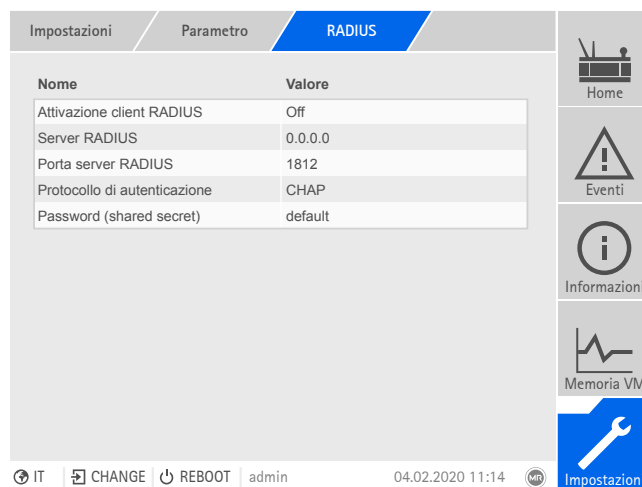 Impostazioni Parametro RADIUS
Nome Valore
Attivazione client RADIUS Off
Server RADIUS 0.0.0.0
Porta server RADIUS 1812
Protocollo di autenticazione CHAP
Password (shared secret) default
Home
Eventi
Informazion
Memoria VM
Impostazion
IT CHANGE REBOOT admin 04.02.2020 11:14 MR